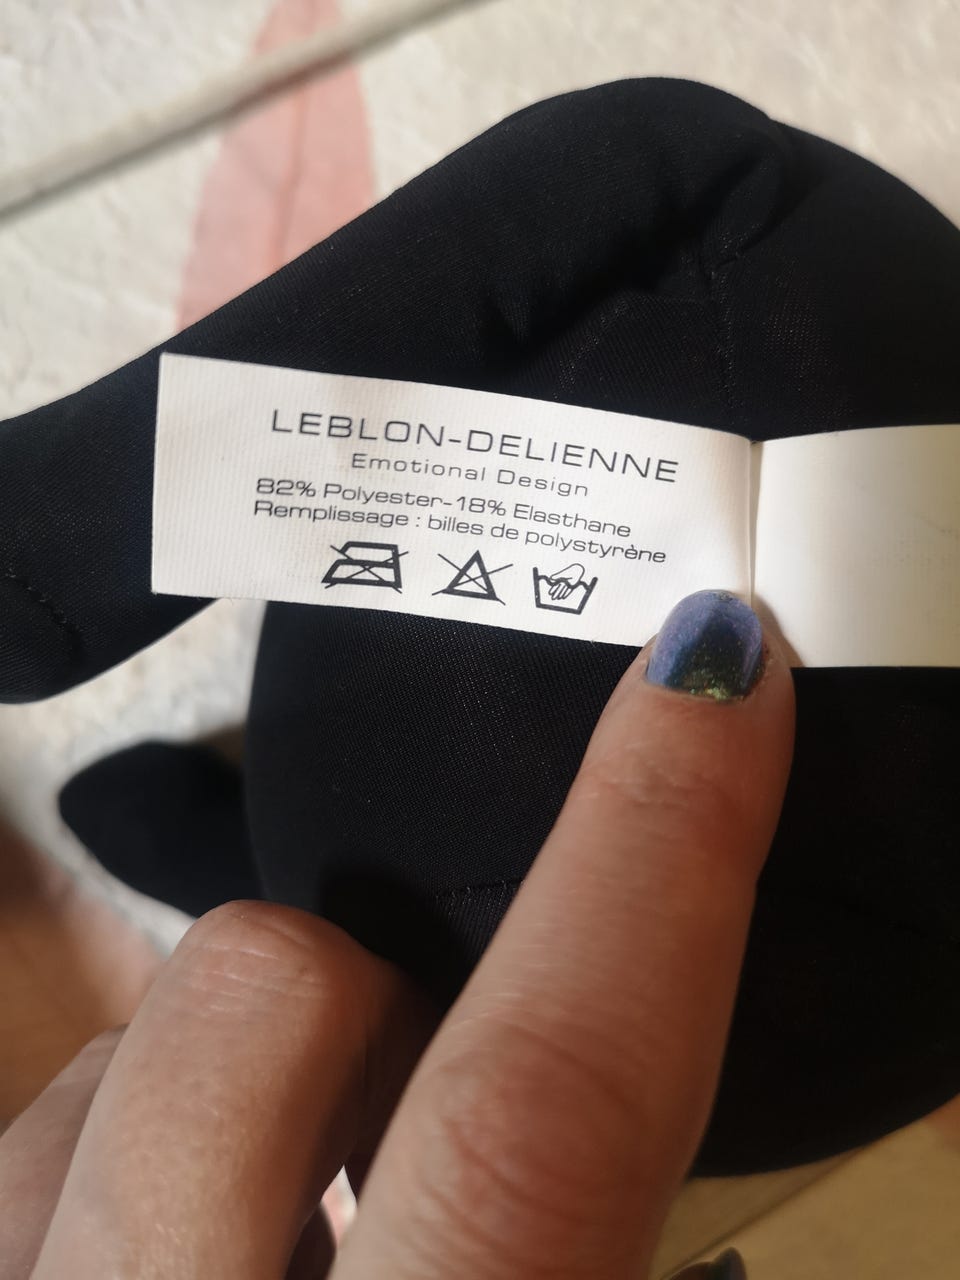 LEBLON-DELIENNE
Emotional Design
82% Polyester-18% Elasthane
Remplissage : billes de polystyrène